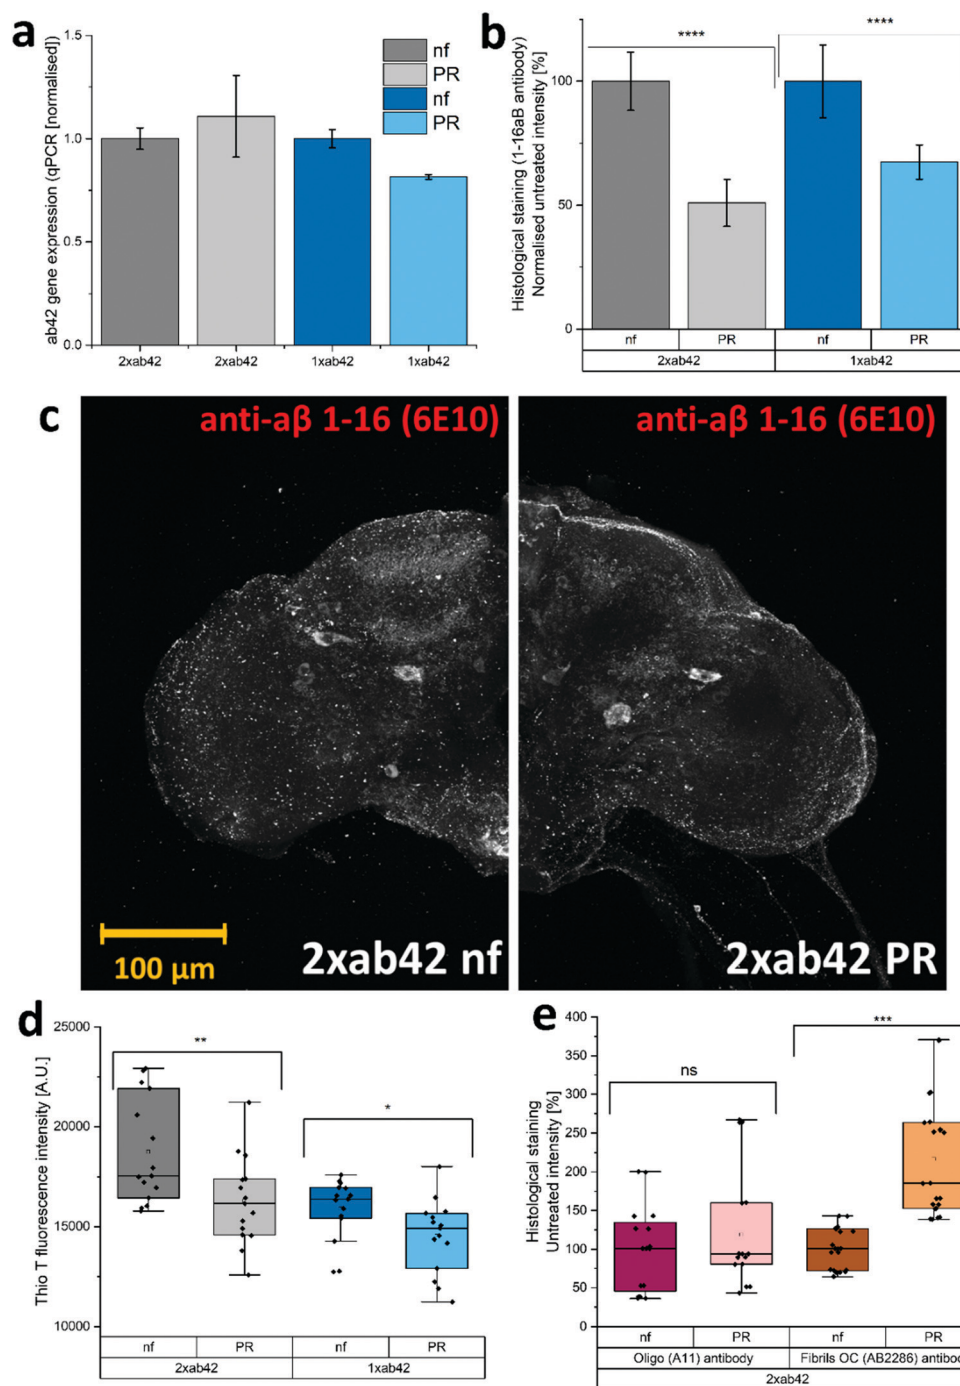 a
ab42 gene expression (qPCR [normalised])
1.0
0.5
0.0
nf
PR
nf
PR
2xab42
2xab42
1xab42
1xab42
b
Histological staining (1-16aB antibody)
Normalised untreated intensity [%]
100
50
0
****
****
nf
PR
nf
PR
2xab42
1xab42
c
anti-aβ 1-16 (6E10)
anti-aβ 1-16 (6E10)
100 µm
2xab42 nf
2xab42 PR
d
Thio T fluorescence intensity [A.U.]
25000
20000
15000
10000
**
*
nf
PR
nf
PR
2xab42
1xab42
e
Histological staining
Untreated intensity [%]
400
350
300
250
200
150
100
50
0
ns
***
nf
PR
nf
PR
Oligo (A11) antibody
Fibrils OC (AB2286) antiboc
2xab42